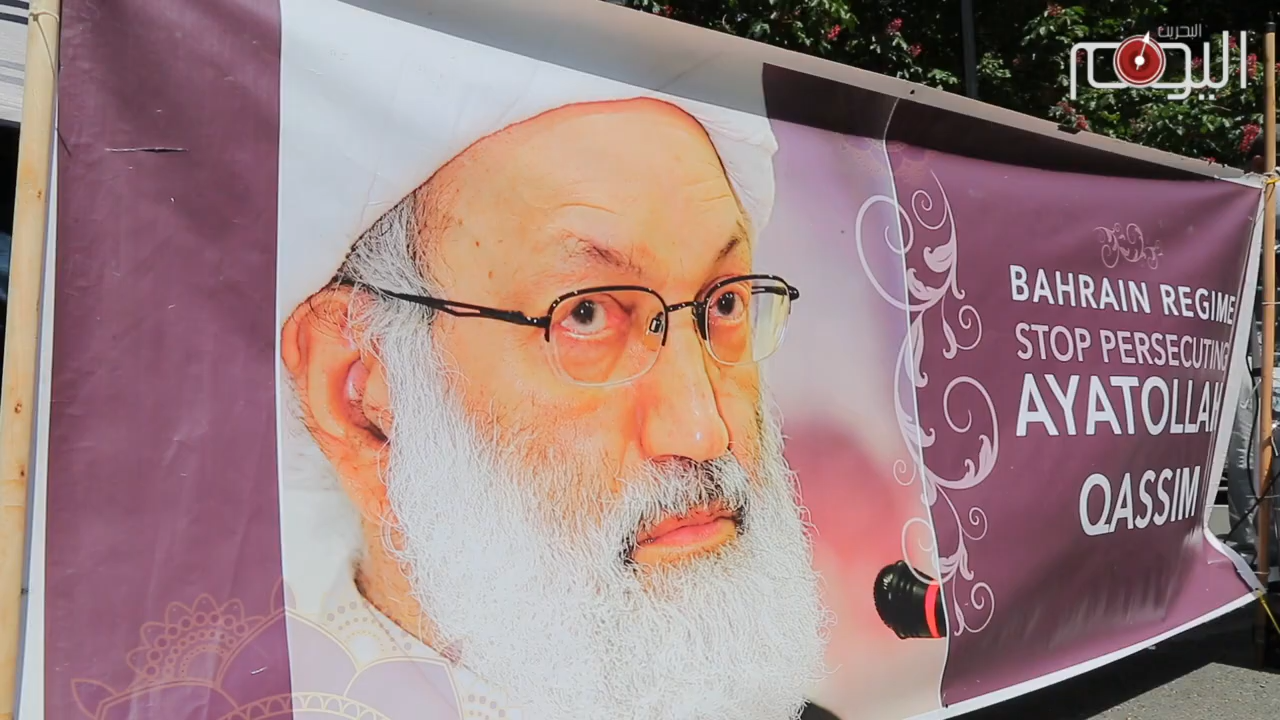 البحرين
اليوم
BAHRAIN REGIME
STOP PERSECUTING
AYATOLLAH
QASSIM